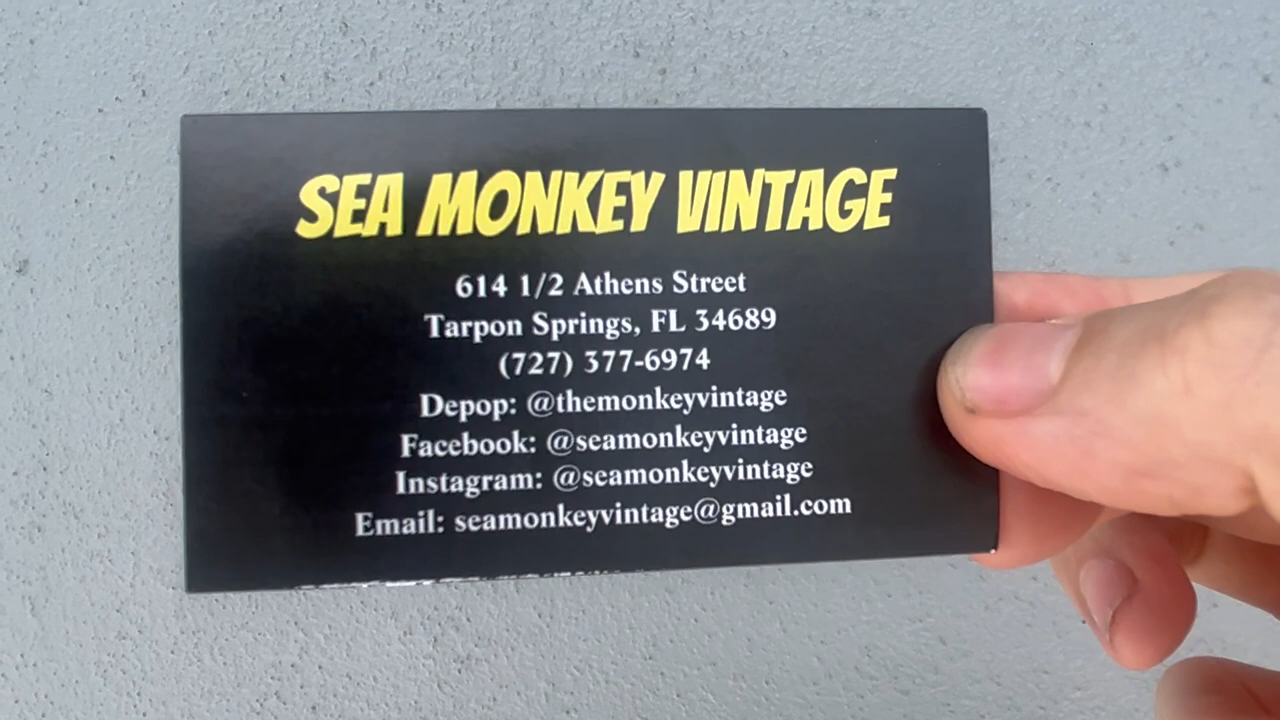 SEA MONKEY VINTAGE
614 1/2 Athens Street
Tarpon Springs, FL 34689
(727) 377-6974
Depop: @themonkeyvintage
Facebook: @seamonkeyvintage
Instagram: @seamonkeyvintage
Email: seamonkeyvintage@gmail.com